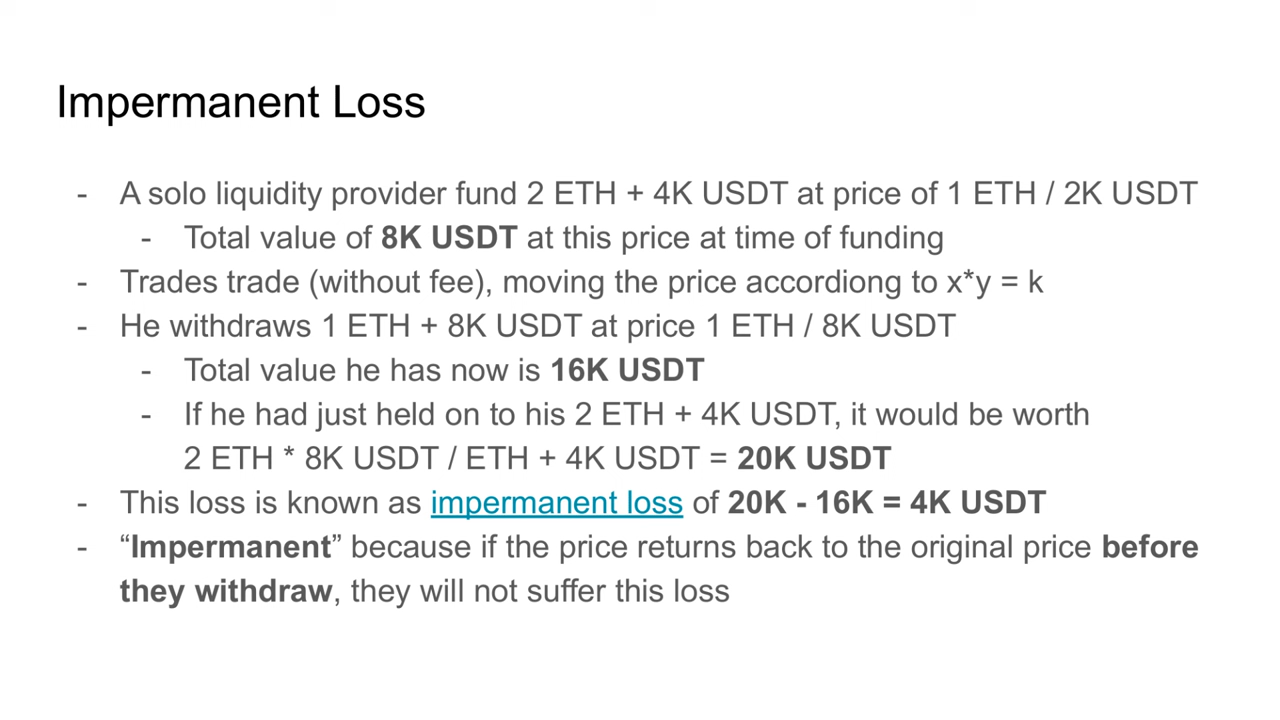 Impermanent Loss
- A solo liquidity provider fund 2 ETH + 4K USDT at price of 1 ETH / 2K USDT
- Total value of 8K USDT at this price at time of funding
- Trades trade (without fee), moving the price accordiong to x*y = k
- He withdraws 1 ETH + 8K USDT at price 1 ETH / 8K USDT
- Total value he has now is 16K USDT
- If he had just held on to his 2 ETH + 4K USDT, it would be worth
2 ETH * 8K USDT / ETH + 4K USDT = 20K USDT
- This loss is known as impermanent loss of 20K - 16K = 4K USDT
- “Impermanent” because if the price returns back to the original price before
they withdraw, they will not suffer this loss